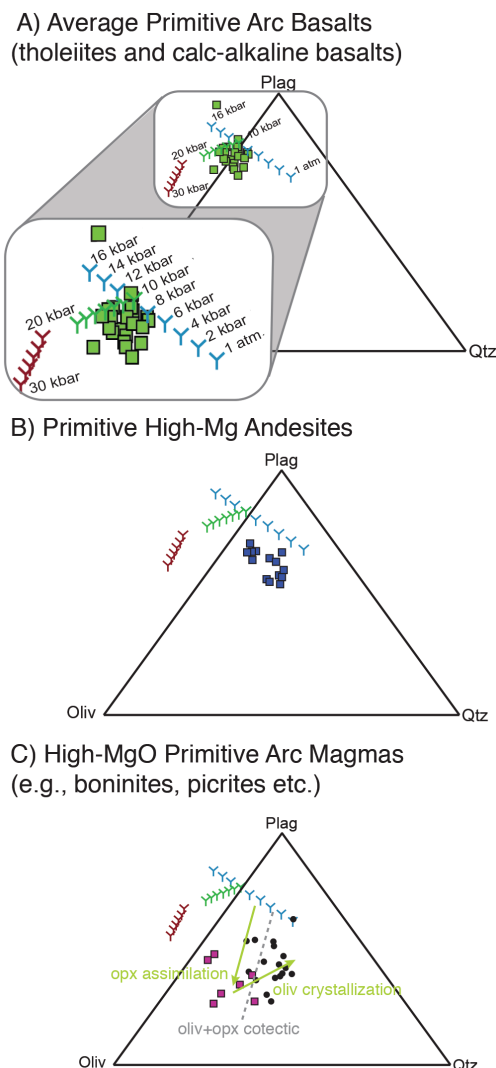 A) Average Primitive Arc Basalts
(tholeiites and calc-alkaline basalts)
Plag
16 kbar
10 kbar
20 kbar
1 atm
30 kbar
16 kbar
14 kbar
12 kbar
10 kbar
8 kbar
20 kbar
6 kbar
4 kbar
2 kbar
1 atm.
30 kbar
Qtz
B) Primitive High-Mg Andesites
Plag
Oliv
Qtz
C) High-MgO Primitive Arc Magmas
(e.g., boninites, picrites etc.)
Plag
opx assimilation
oliv crystallization
oliv+opx cotectic
Oliv
Qtz